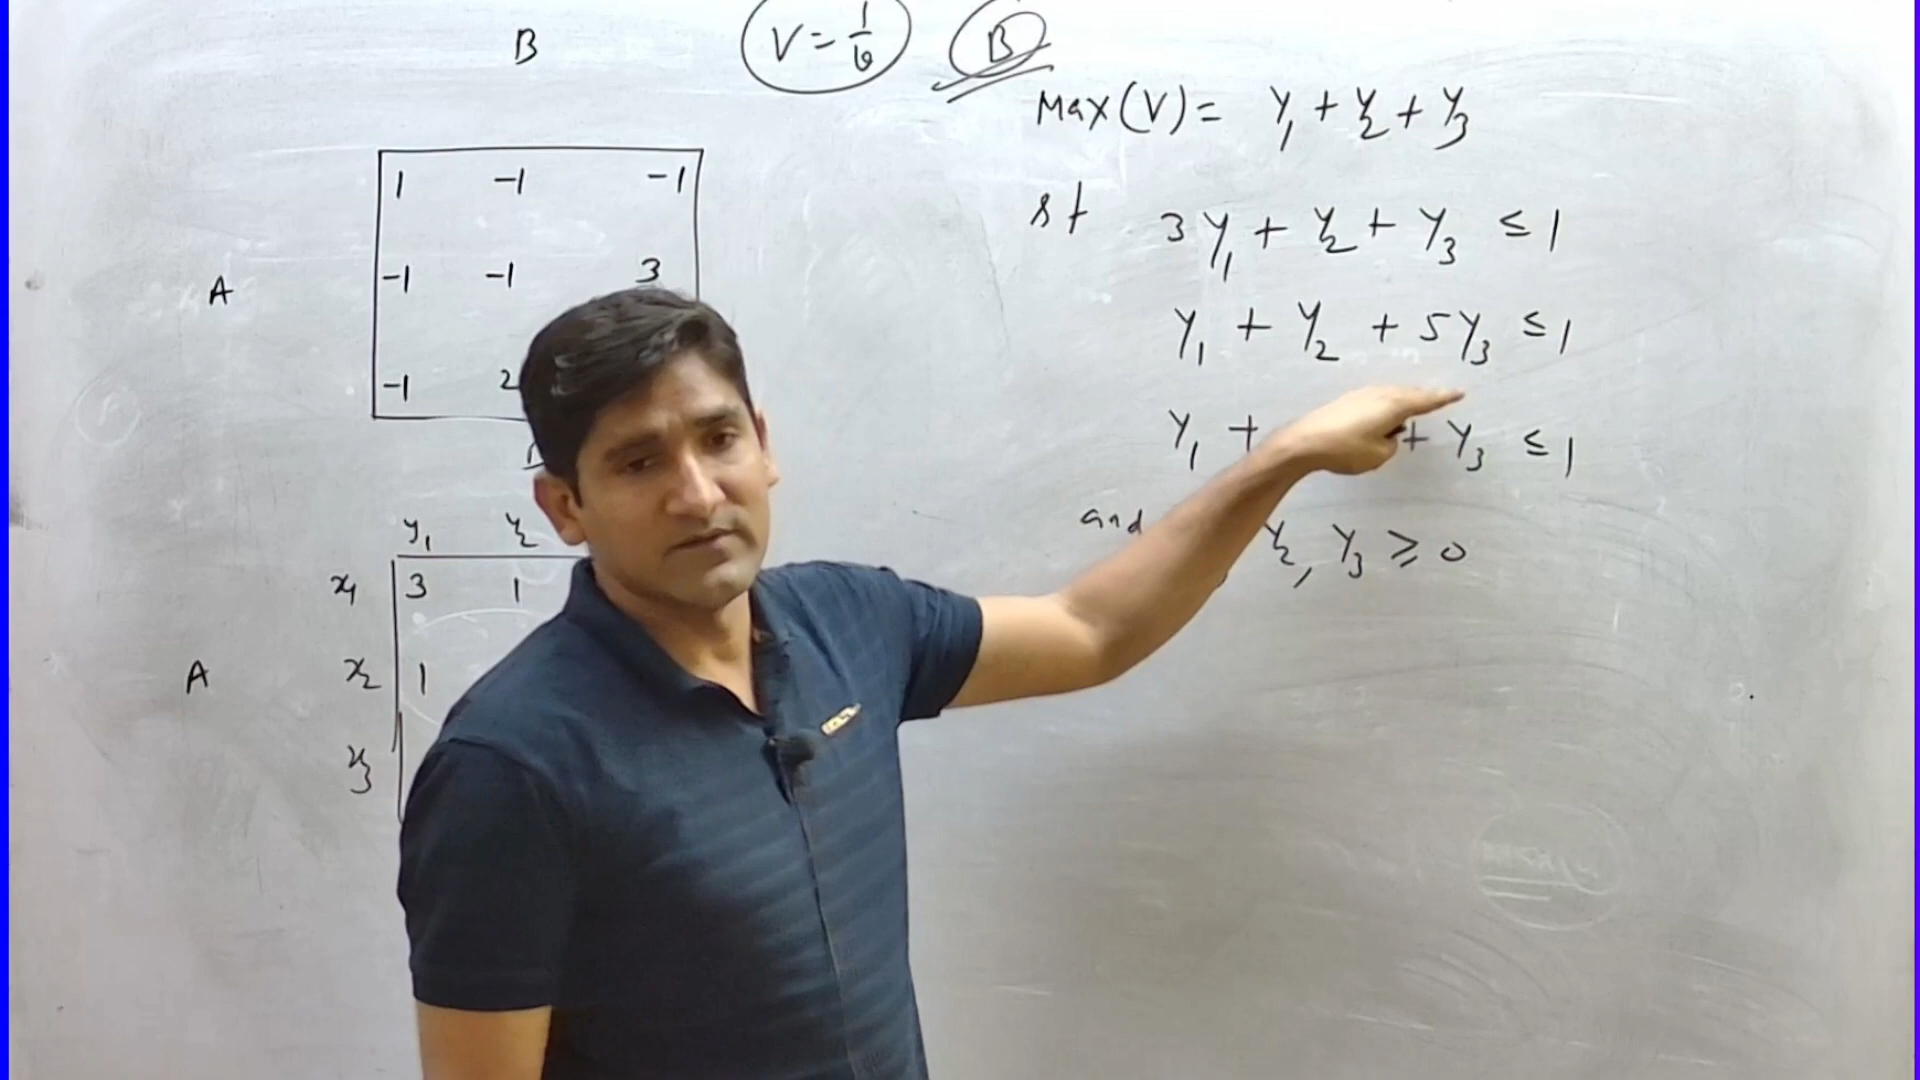 B
V = 1/6
B
1 -1 -1
-1 -1 3
-1 2
A
y₁ y₂
x₁ 3 1
x₂ 1
x₃
A
Max(V) = Y₁ + Y₂ + Y₃
st 3Y₁ + Y₂ + Y₃ ≤ 1
Y₁ + Y₂ + 5Y₃ ≤ 1
Y₁ + + Y₃ ≤ 1
and Y₂, Y₃ ≥ 0